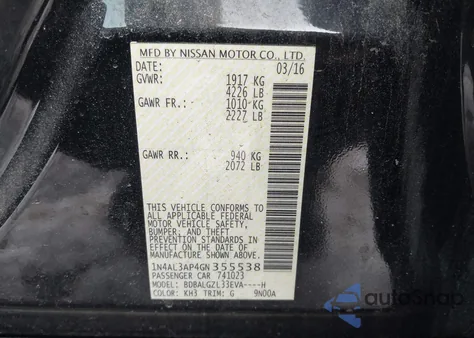 MFD BY NISSAN MOTOR CO., LTD.
DATE: 03/16
GVWR: 1917 KG
4226 LB
GAWR FR.: 1010 KG
2227 LB
GAWR RR.: 940 KG
2072 LB
THIS VEHICLE CONFORMS TO
ALL APPLICABLE FEDERAL
MOTOR VEHICLE SAFETY,
BUMPER, AND THEFT
PREVENTION STANDARDS IN
EFFECT ON THE DATE OF
MANUFACTURE SHOWN ABOVE.
1N4AL3AP4GN355538
PASSENGER CAR 741023
MODEL: BDBALGZL33EVA----H
COLOR: KH3 TRIM: G 9N00A
autosnap